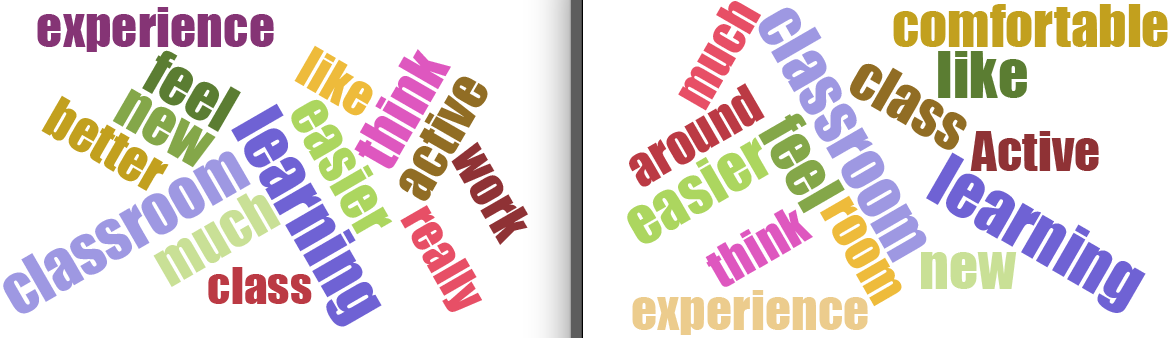 experience
feel
new
better
like
think
active
easier
learning
work
classroom
much
really
class
much
classroom
comfortable
like
class
around
Active
easier
feel
learning
think
room
new
experience